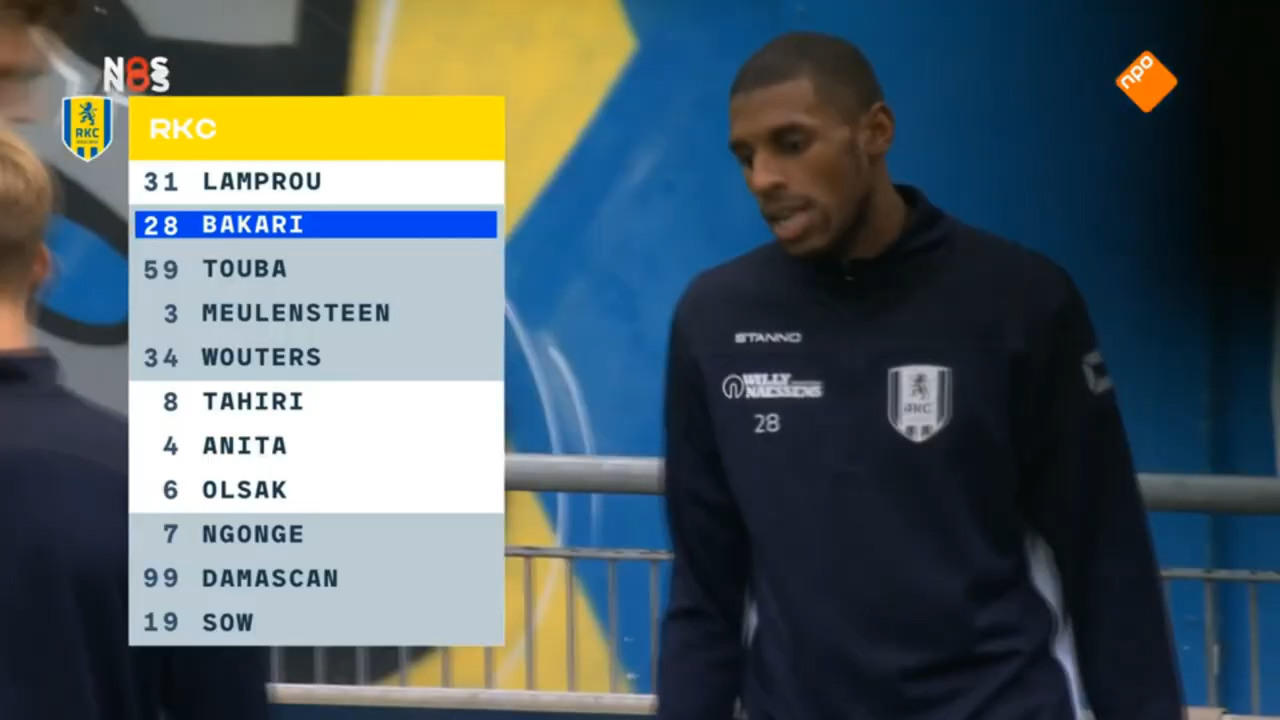 NOS
npo
RKC
RKC
31 LAMPROU
28 BAKARI
59 TOUBA
3 MEULENSTEEN
34 WOUTERS
8 TAHIRI
4 ANITA
6 OLSAK
7 NGONGE
99 DAMASCAN
19 SOW
STANNO
WILLY
NAESSENS
28
RKC